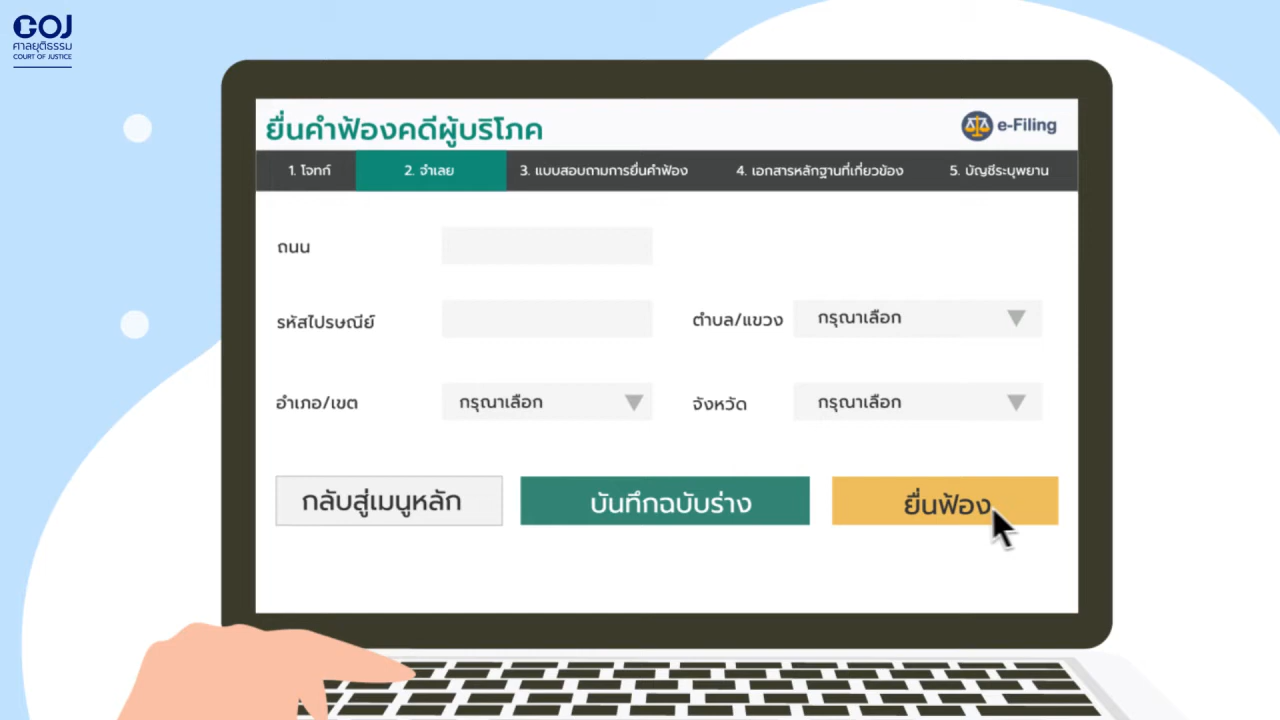 COJ
ศาลยุติธรรม
COURT OF JUSTICE
ยื่นคำฟ้องคดีผู้บริโภค
e-Filing
1. โจทก์
2. จำเลย
3. แบบสอบถามการยื่นคำฟ้อง
4. เอกสารหลักฐานที่เกี่ยวข้อง
5. บัญชีระบุพยาน
ถนน
รหัสไปรษณีย์
ตำบล/แขวง
กรุณาเลือก
อำเภอ/เขต
กรุณาเลือก
จังหวัด
กรุณาเลือก
กลับสู่เมนูหลัก
บันทึกฉบับร่าง
ยื่นฟ้อง